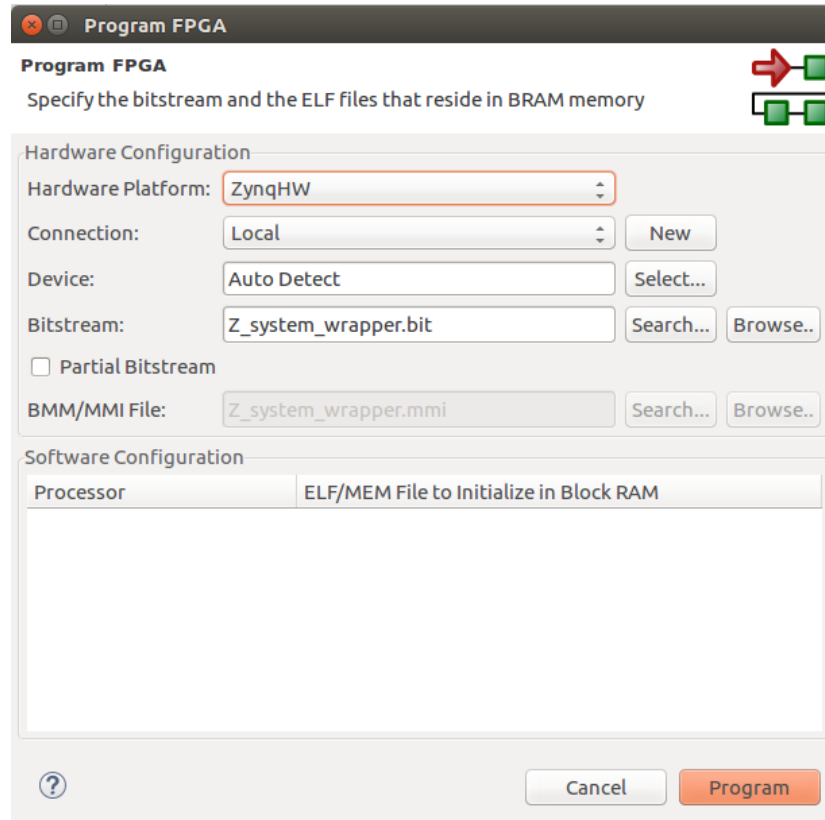 Program FPGA
Program FPGA
Specify the bitstream and the ELF files that reside in BRAM memory
Hardware Configuration
Hardware Platform: ZynqHW
Connection: Local New
Device: Auto Detect Select...
Bitstream: Z_system_wrapper.bit Search... Browse..
Partial Bitstream
BMM/MMI File: Z_system_wrapper.mmi Search... Browse..
Software Configuration
Processor ELF/MEM File to Initialize in Block RAM
? Cancel Program